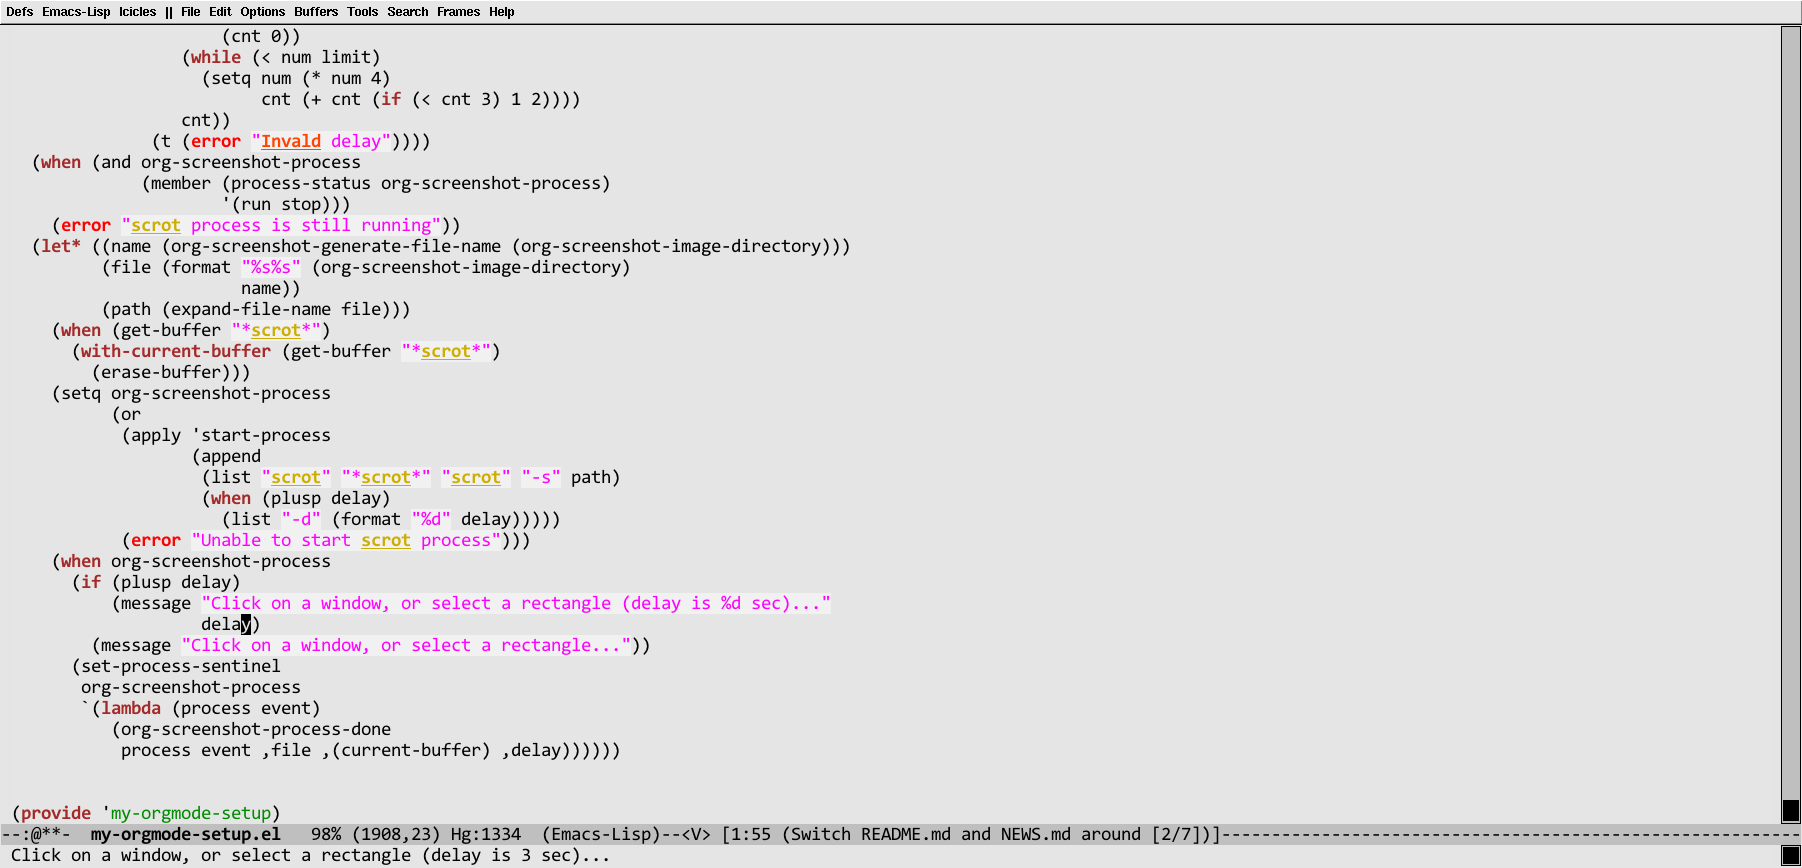 Defs Emacs-Lisp Icicles || File Edit Options Buffers Tools Search Frames Help
(cnt 0))
(while (< num limit)
(setq num (* num 4)
cnt (+ cnt (if (< cnt 3) 1 2))))
cnt))
(t (error "Invald delay"))))
(when (and org-screenshot-process
(member (process-status org-screenshot-process)
'(run stop)))
(error "scrot process is still running"))
(let* ((name (org-screenshot-generate-file-name (org-screenshot-image-directory)))
(file (format "%s%s" (org-screenshot-image-directory)
name))
(path (expand-file-name file)))
(when (get-buffer "*scrot*")
(with-current-buffer (get-buffer "*scrot*")
(erase-buffer)))
(setq org-screenshot-process
(or
(apply 'start-process
(append
(list "scrot" "*scrot*" "scrot" "-s" path)
(when (plusp delay)
(list "-d" (format "%d" delay)))))
(error "Unable to start scrot process")))
(when org-screenshot-process
(if (plusp delay)
(message "Click on a window, or select a rectangle (delay is %d sec)..."
delay)
(message "Click on a window, or select a rectangle..."))
(set-process-sentinel
org-screenshot-process
`(lambda (process event)
(org-screenshot-process-done
process event ,file ,(current-buffer) ,delay))))))
(provide 'my-orgmode-setup)
--:@**-  my-orgmode-setup.el   98% (1908,23) Hg:1334  (Emacs-Lisp)--<V> [1:55 (Switch README.md and NEWS.md around [2/7])]----------------------------------------------------------
Click on a window, or select a rectangle (delay is 3 sec)...